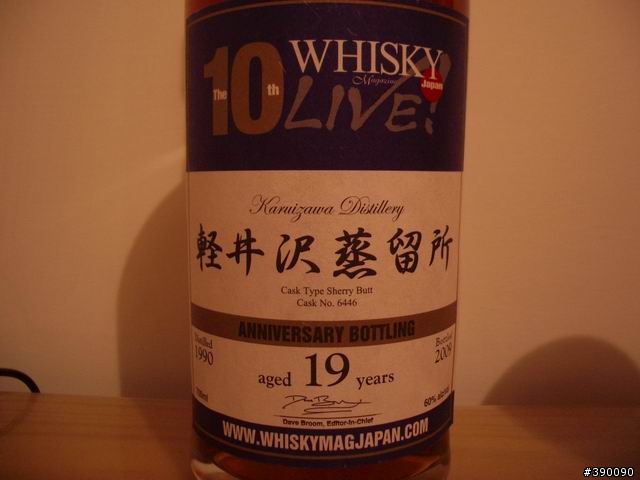 The 10th
WHISKY
Magazine
Japan
LIVE!
Karuizawa Distillery
軽井沢蒸留所
Cask Type Sherry Butt
Cask No. 6446
ANNIVERSARY BOTTLING
Distilled
1990
Bottled
2009
aged 19 years
700ml
60% alc/vol
Dave Broom, Editor-in-Chief
WWW.WHISKYMAGJAPAN.COM
#390090